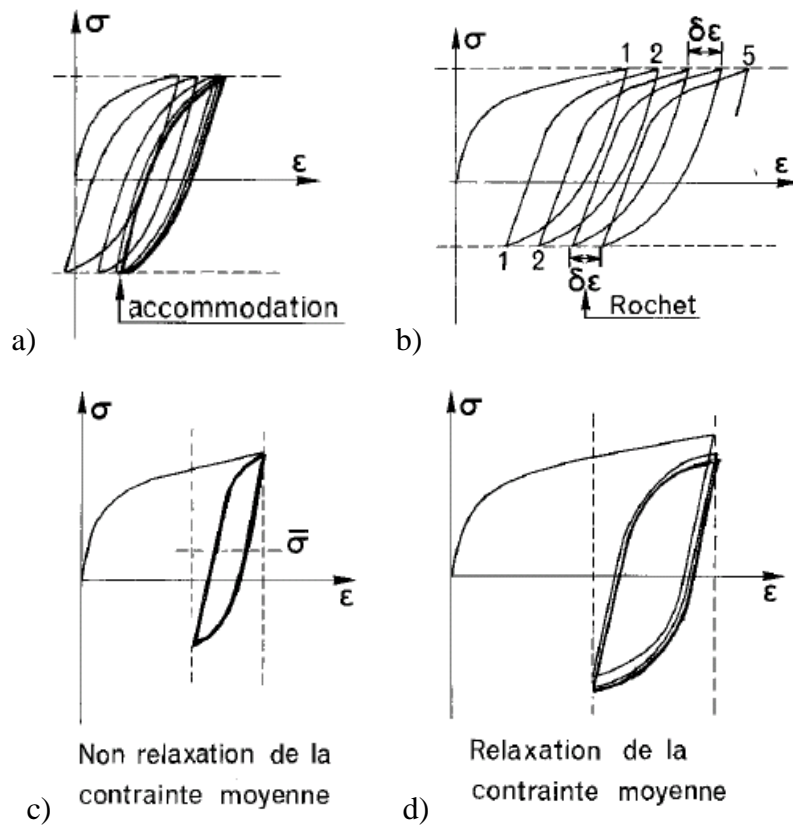 σ
ε
accommodation
a)
σ
δε
1 2 5
ε
1 2
δε
Rochet
b)
σ
σ̄
ε
Non relaxation de la
contrainte moyenne
c)
σ
ε
Relaxation de la
contrainte moyenne
d)